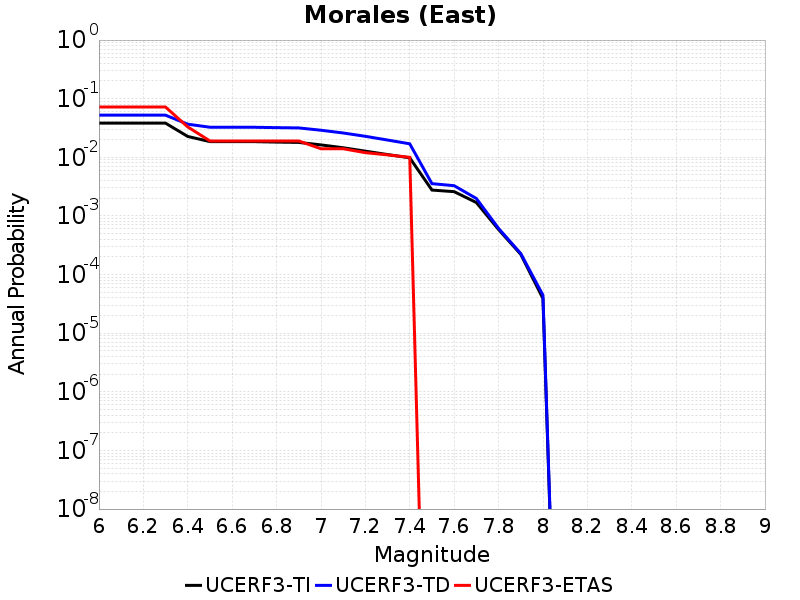 Morales (East)
Annual Probability
10^0
10^-1
10^-2
10^-3
10^-4
10^-5
10^-6
10^-7
10^-8
6 6.2 6.4 6.6 6.8 7 7.2 7.4 7.6 7.8 8 8.2 8.4 8.6 8.8 9
Magnitude
UCERF3-TI UCERF3-TD UCERF3-ETAS